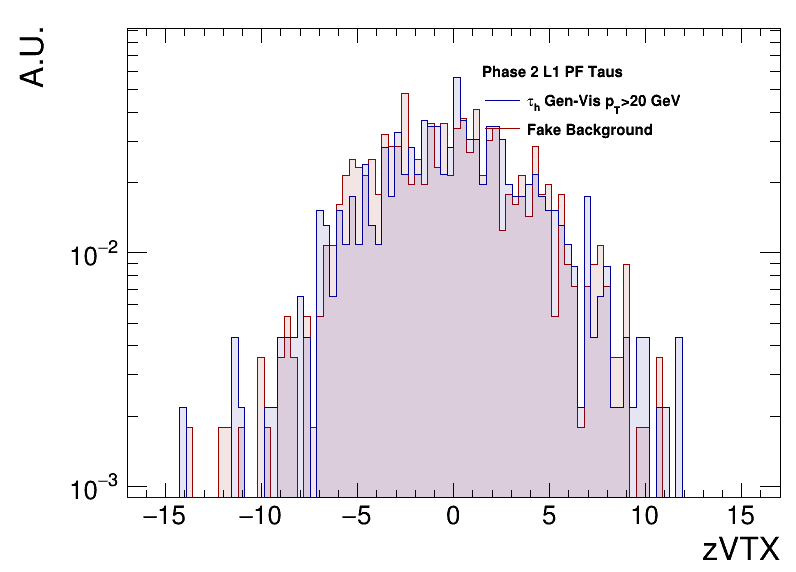 A.U.
Phase 2 L1 PF Taus
τh Gen-Vis pT>20 GeV
Fake Background
10−2
10−3
−15 −10 −5 0 5 10 15
zVTX